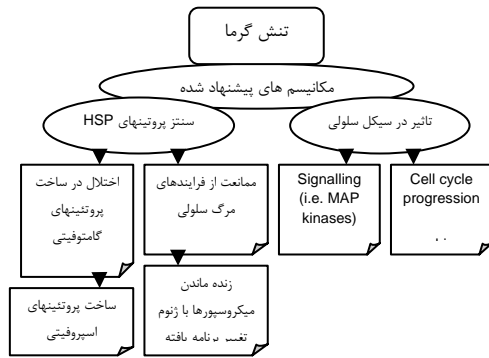 تنش گرما
مکانیسم های پیشنهاد شده
سنتز پروتینهای HSP
تاثیر در سیکل سلولی
اختلال در ساخت
پروتئینهای
گامتوفیتی
ممانعت از فرایندهای
مرگ سلولی
Signalling
(i.e. MAP
kinases)
Cell cycle
progression
. .
ساخت پروتئینهای
اسپروفیتی
زنده ماندن
میکروسپورها با ژنوم
تغییر برنامه یافته